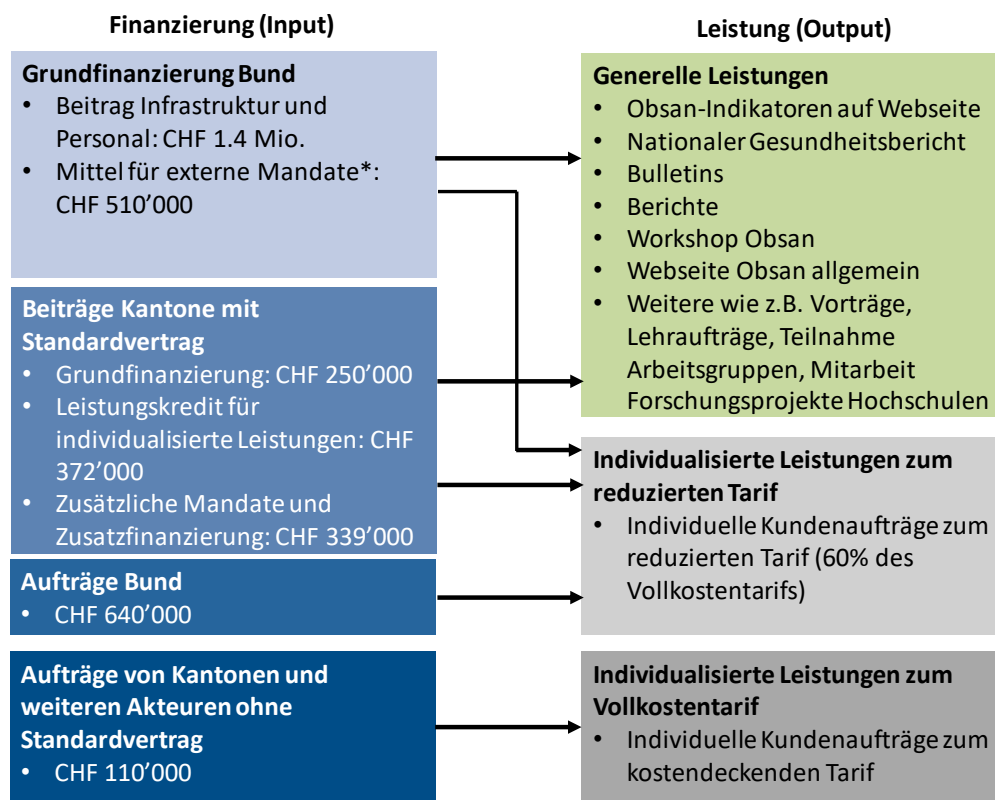 Finanzierung (Input)
Grundfinanzierung Bund
• Beitrag Infrastruktur und
Personal: CHF 1.4 Mio.
• Mittel für externe Mandate*:
CHF 510’000
Beiträge Kantone mit
Standardvertrag
• Grundfinanzierung: CHF 250’000
• Leistungskredit für
individualisierte Leistungen: CHF
372’000
• Zusätzliche Mandate und
Zusatzfinanzierung: CHF 339’000
Aufträge Bund
• CHF 640’000
Aufträge von Kantonen und
weiteren Akteuren ohne
Standardvertrag
• CHF 110’000
Leistung (Output)
Generelle Leistungen
• Obsan-Indikatoren auf Webseite
• Nationaler Gesundheitsbericht
• Bulletins
• Berichte
• Workshop Obsan
• Webseite Obsan allgemein
• Weitere wie z.B. Vorträge,
Lehraufträge, Teilnahme
Arbeitsgruppen, Mitarbeit
Forschungsprojekte Hochschulen
Individualisierte Leistungen zum
reduzierten Tarif
• Individuelle Kundenaufträge zum
reduzierten Tarif (60% des
Vollkostentarifs)
Individualisierte Leistungen zum
Vollkostentarif
• Individuelle Kundenaufträge zum
kostendeckenden Tarif